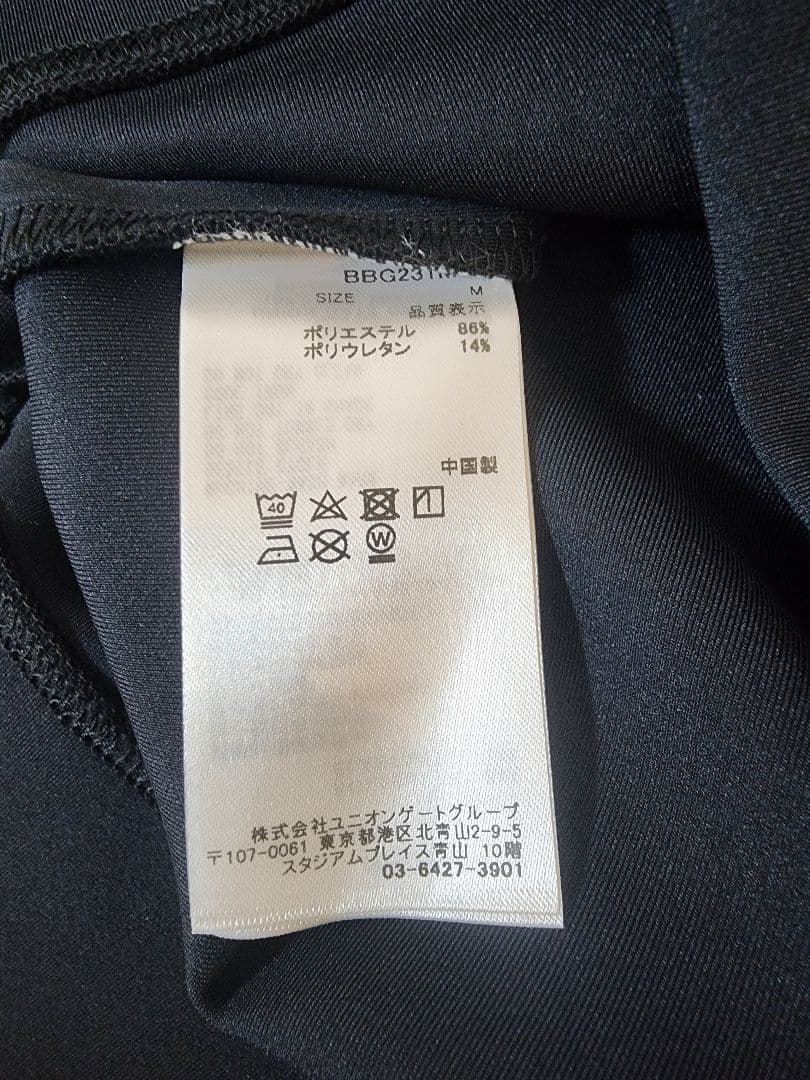 SIZE M
品質表示
ポリエステル 86%
ポリウレタン 14%
中国製
40
W
株式会社ユニオンゲートグループ
〒107-0061 東京都港区北青山2-9-5
スタジアムプレイス青山 10階
03-6427-3901